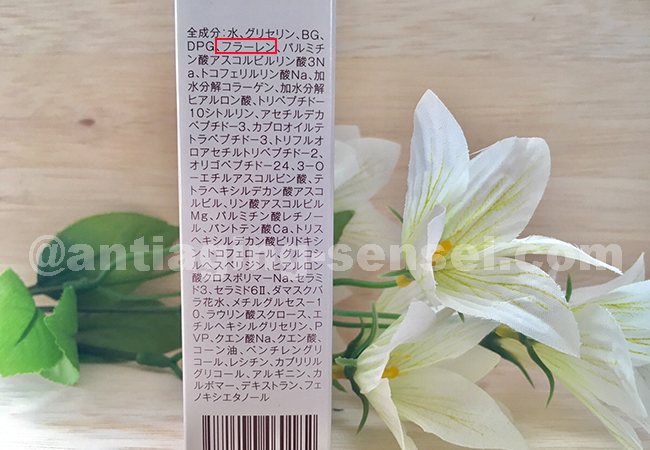 全成分:水、グリセリン、BG、
DPG、フラーレン、パルミチ
ン酸アスコルビルリン酸3N
a、トコフェリルリン酸Na、加
水分解コラーゲン、加水分解
ヒアルロン酸、トリペプチドー
10シトルリン、アセチルデカ
ペプチドー3、カプロオイルテ
トラペプチドー3、トリフルオ
ロアセチルトリペプチドー2、
オリゴペプチドー24、3ーO
ーエチルアスコルビン酸、テ
トラヘキシルデカン酸アスコ
ルビル、リン酸アスコルビル
Mg、パルミチン酸レチノー
ル、パントテン酸Ca、トリス
ヘキシルデカン酸ピリドキシ
ン、トコフェロール、グルコシ
ルヘスペリジン、ヒアルロン
酸クロスポリマーNa、セラミ
ド3、セラミド6Ⅱ、ダマスクバ
ラ花水、メチルグルセスー1
0、ラウリン酸スクロース、エ
チルヘキシルグリセリン、P
VP、クエン酸Na、クエン酸、
コーン油、ペンチレングリ
コール、レシチン、カプリリル
グリコール、アルギニン、カ
ルボマー、デキストラン、フェ
ノキシエタノール